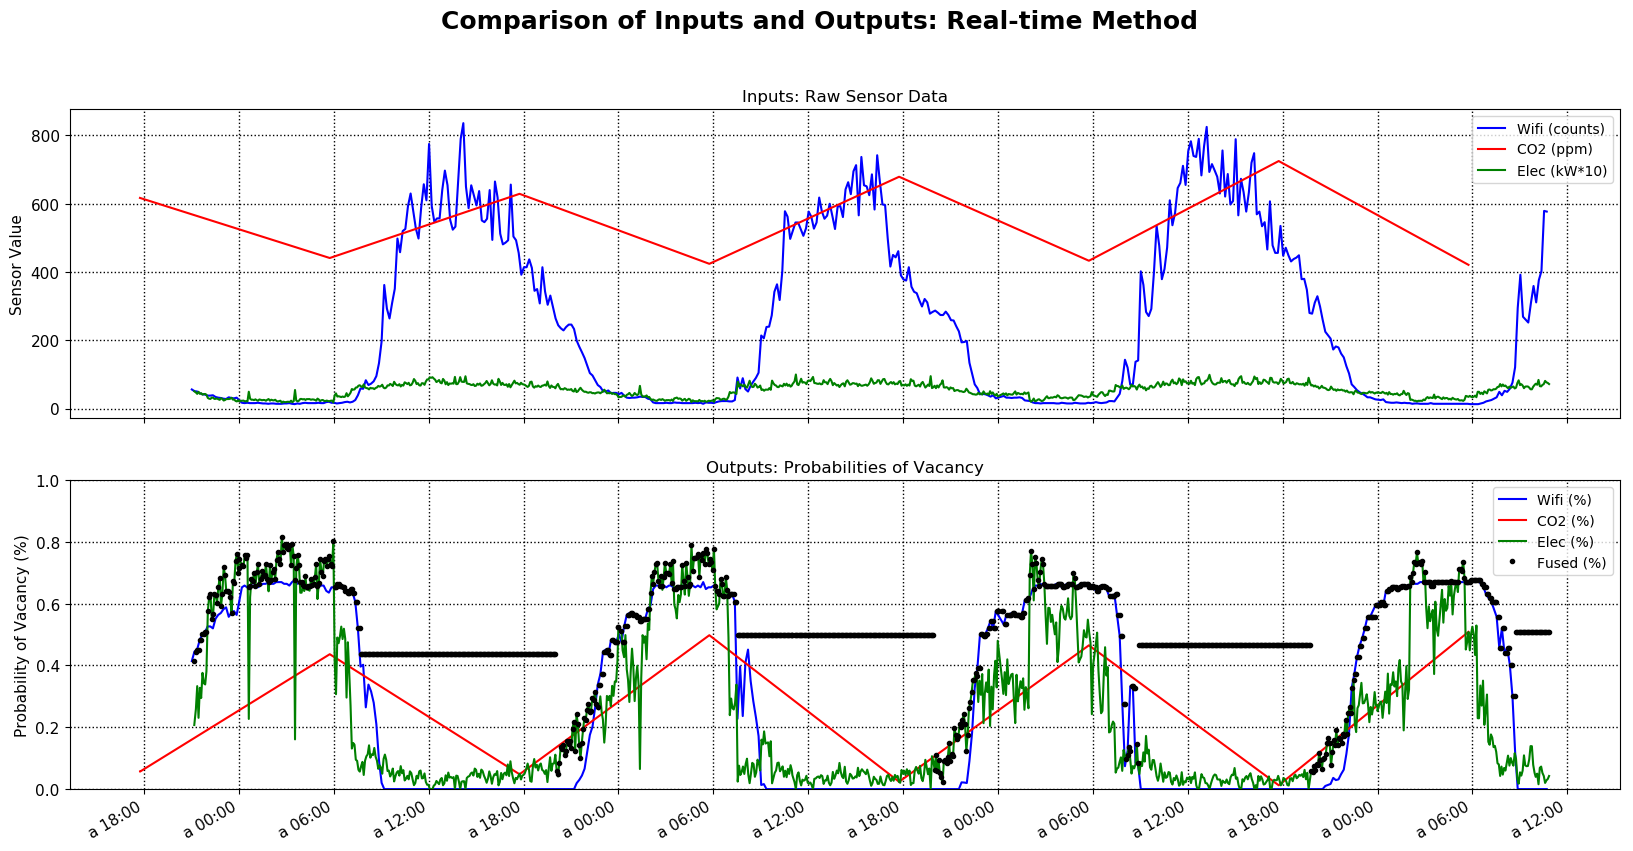 Comparison of Inputs and Outputs: Real-time Method
Inputs: Raw Sensor Data
Sensor Value
800
600
400
200
0
Wifi (counts)
CO2 (ppm)
Elec (kW*10)
Outputs: Probabilities of Vacancy
Probability of Vacancy (%)
1.0
0.8
0.6
0.4
0.2
0.0
Wifi (%)
CO2 (%)
Elec (%)
Fused (%)
a 18:00
a 00:00
a 06:00
a 12:00
a 18:00
a 00:00
a 06:00
a 12:00
a 18:00
a 00:00
a 06:00
a 12:00
a 18:00
a 00:00
a 06:00
a 12:00